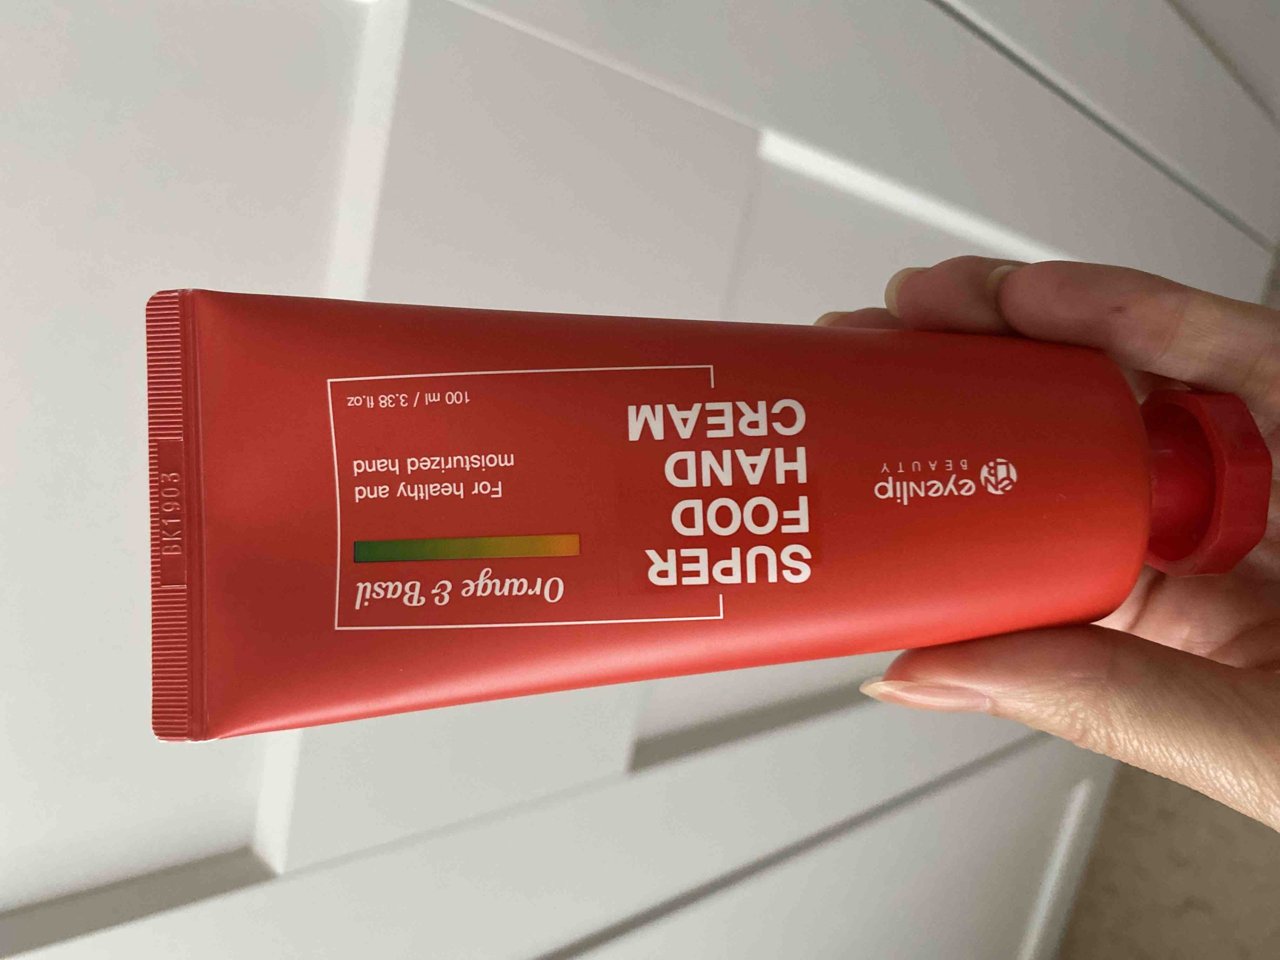 eyenlip
BEAUTY
SUPER
FOOD
HAND
CREAM
Orange & Basil
For healthy and
moisturized hand
100 ml / 3.38 fl.oz
BK1903